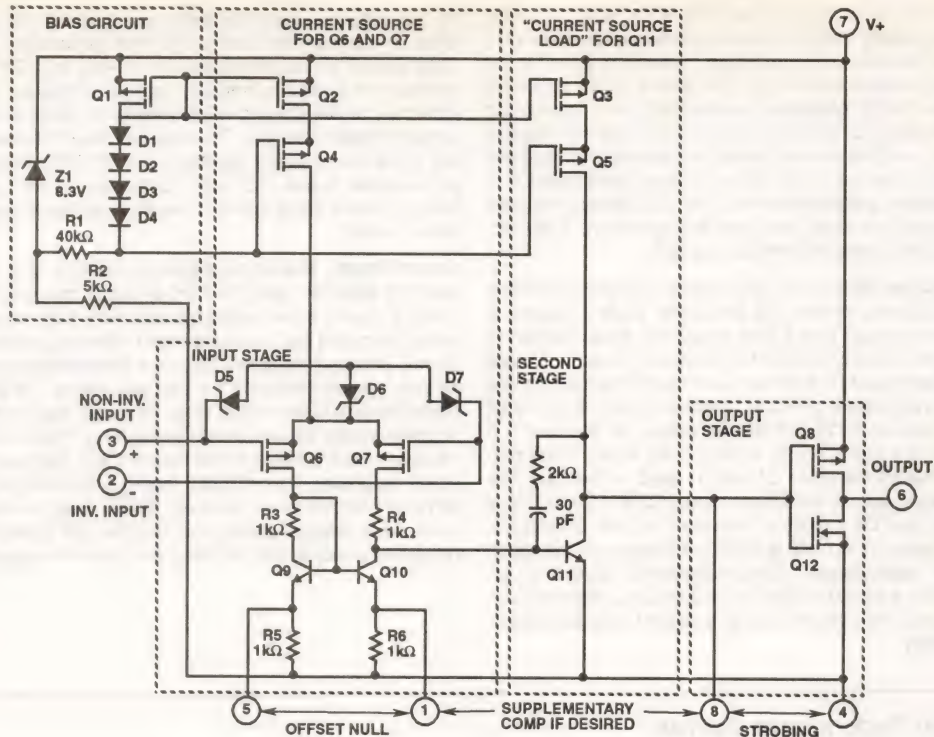 BIAS CIRCUIT
CURRENT SOURCE
FOR Q6 AND Q7
"CURRENT SOURCE
LOAD" FOR Q11
7
V+
Q1
Q2
Q3
D1
D2
D3
D4
Q4
Q5
Z1
8.3V
R1
40kΩ
R2
5kΩ
INPUT STAGE
D5
D6
D7
SECOND
STAGE
NON-INV.
INPUT
3
+
2
-
INV. INPUT
Q6
Q7
OUTPUT
STAGE
Q8
OUTPUT
6
2kΩ
30
pF
R3
1kΩ
R4
1kΩ
Q9
Q10
Q11
Q12
R5
1kΩ
R6
1kΩ
5
1
8
4
OFFSET NULL
SUPPLEMENTARY
COMP IF DESIRED
STROBING